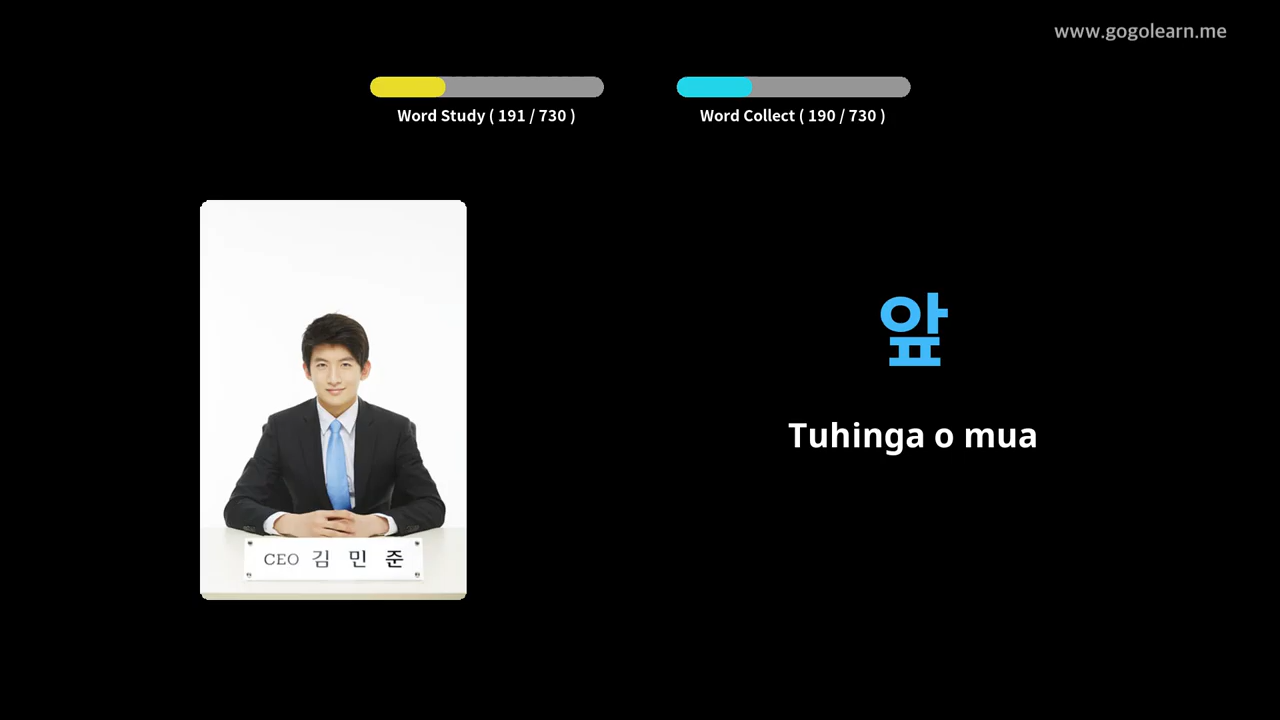 www.gogolearn.me
Word Study ( 191 / 730 )
Word Collect ( 190 / 730 )
앞
Tuhinga o mua
CEO 김 민 준